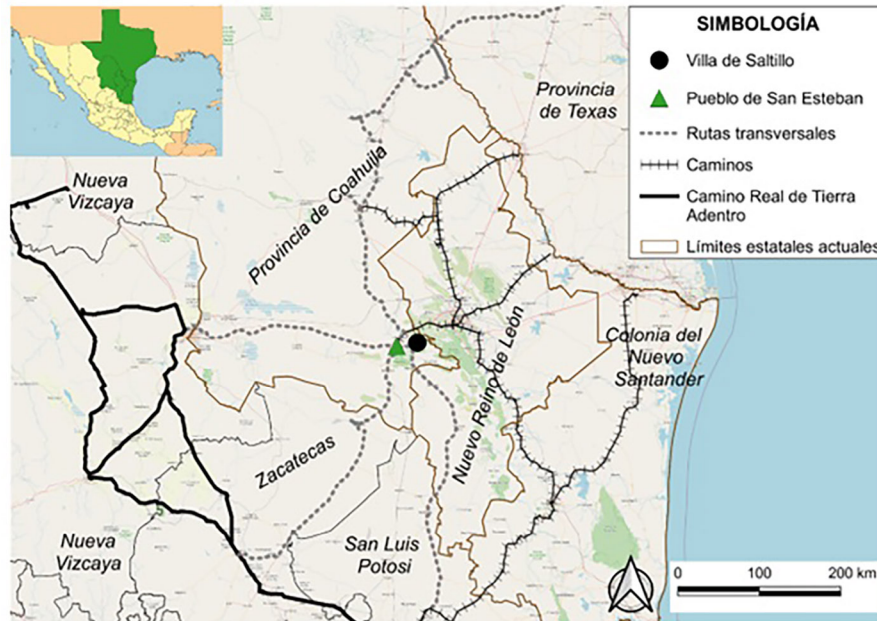 SIMBOLOGÍA
Villa de Saltillo
Pueblo de San Esteban
Rutas transversales
Caminos
Camino Real de Tierra
Adentro
Límites estatales actuales
Provincia
de Texas
Nueva
Vizcaya
Provincia de Coahuila
Nuevo Reino de León
Colonia del
Nuevo
Santander
Zacatecas
Nueva
Vizcaya
San Luis
Potosi
0 100 200 km